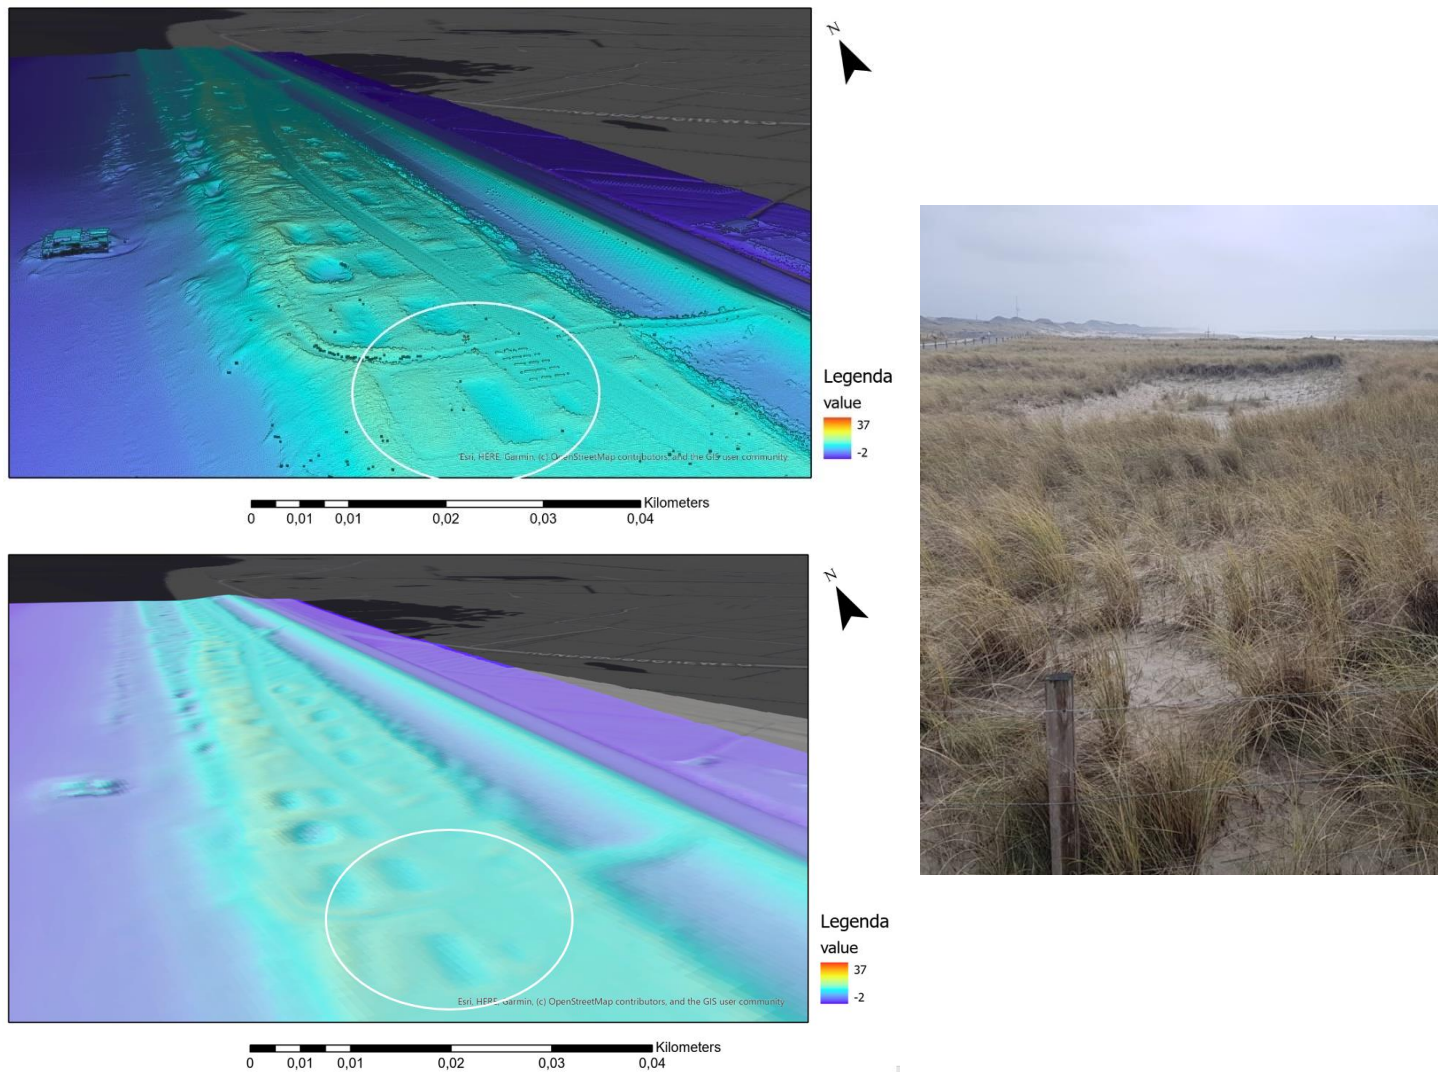 N
Legenda
value
37
-2
Esri, HERE, Garmin, (c) OpenStreetMap contributors, and the GIS user community
Kilometers
0 0,01 0,01 0,02 0,03 0,04
N
Legenda
value
37
-2
Esri, HERE, Garmin, (c) OpenStreetMap contributors, and the GIS user community
Kilometers
0 0,01 0,01 0,02 0,03 0,04